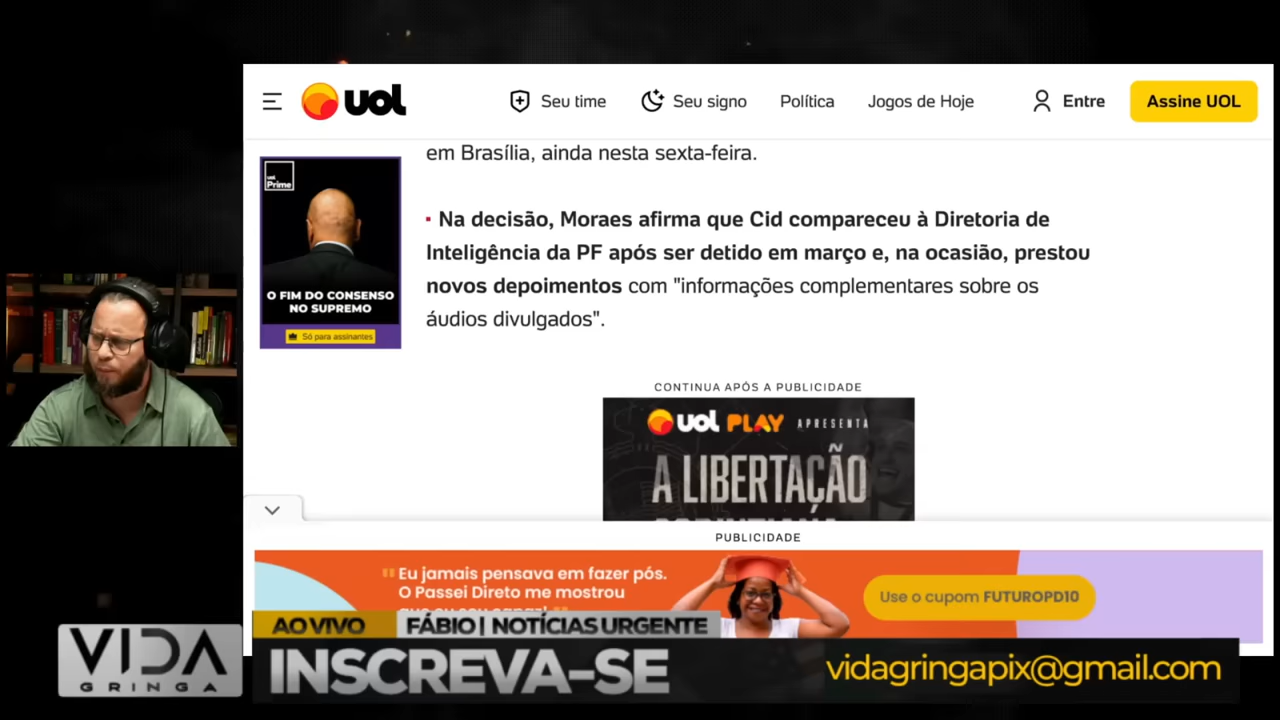 uol
Seu time
Seu signo
Política
Jogos de Hoje
Entre
Assine UOL
em Brasília, ainda nesta sexta-feira.
uol
Prime
O FIM DO CONSENSO
NO SUPREMO
Só para assinantes
Na decisão, Moraes afirma que Cid compareceu à Diretoria de
Inteligência da PF após ser detido em março e, na ocasião, prestou
novos depoimentos com "informações complementares sobre os
áudios divulgados".
CONTINUA APÓS A PUBLICIDADE
uol PLAY APRESENTA
A LIBERTAÇÃO
PUBLICIDADE
"Eu jamais pensava em fazer pós.
O Passei Direto me mostrou
Use o cupom FUTUROPD10
AO VIVO
FÁBIO | NOTÍCIAS URGENTE
VIDA
GRINGA
INSCREVA-SE
vidagringapix@gmail.com